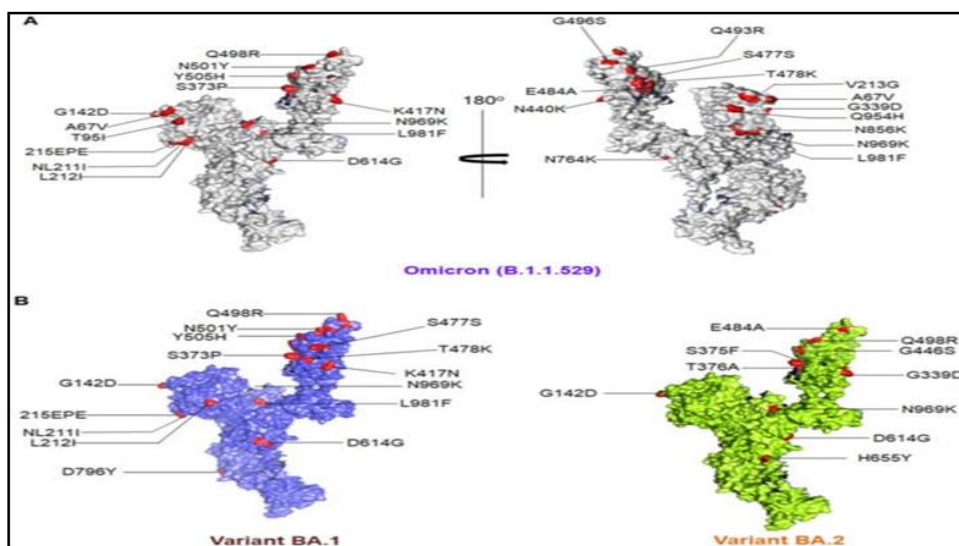 A
Q498R
N501Y
Y505H
S373P
G142D
A67V
T95I
215EPE
NL211I
L212I
K417N
N969K
L981F
D614G
180°
G496S
Q493R
S477S
T478K
E484A
N440K
N764K
V213G
A67V
G339D
Q954H
N856K
N969K
L981F
Omicron (B.1.1.529)
B
Q498R
N501Y
Y505H
S373P
G142D
215EPE
NL211I
L212I
D796Y
S477S
T478K
K417N
N969K
L981F
D614G
Variant BA.1
E484A
S375F
T376A
G142D
Q498R
G446S
G339D
N969K
D614G
H655Y
Variant BA.2